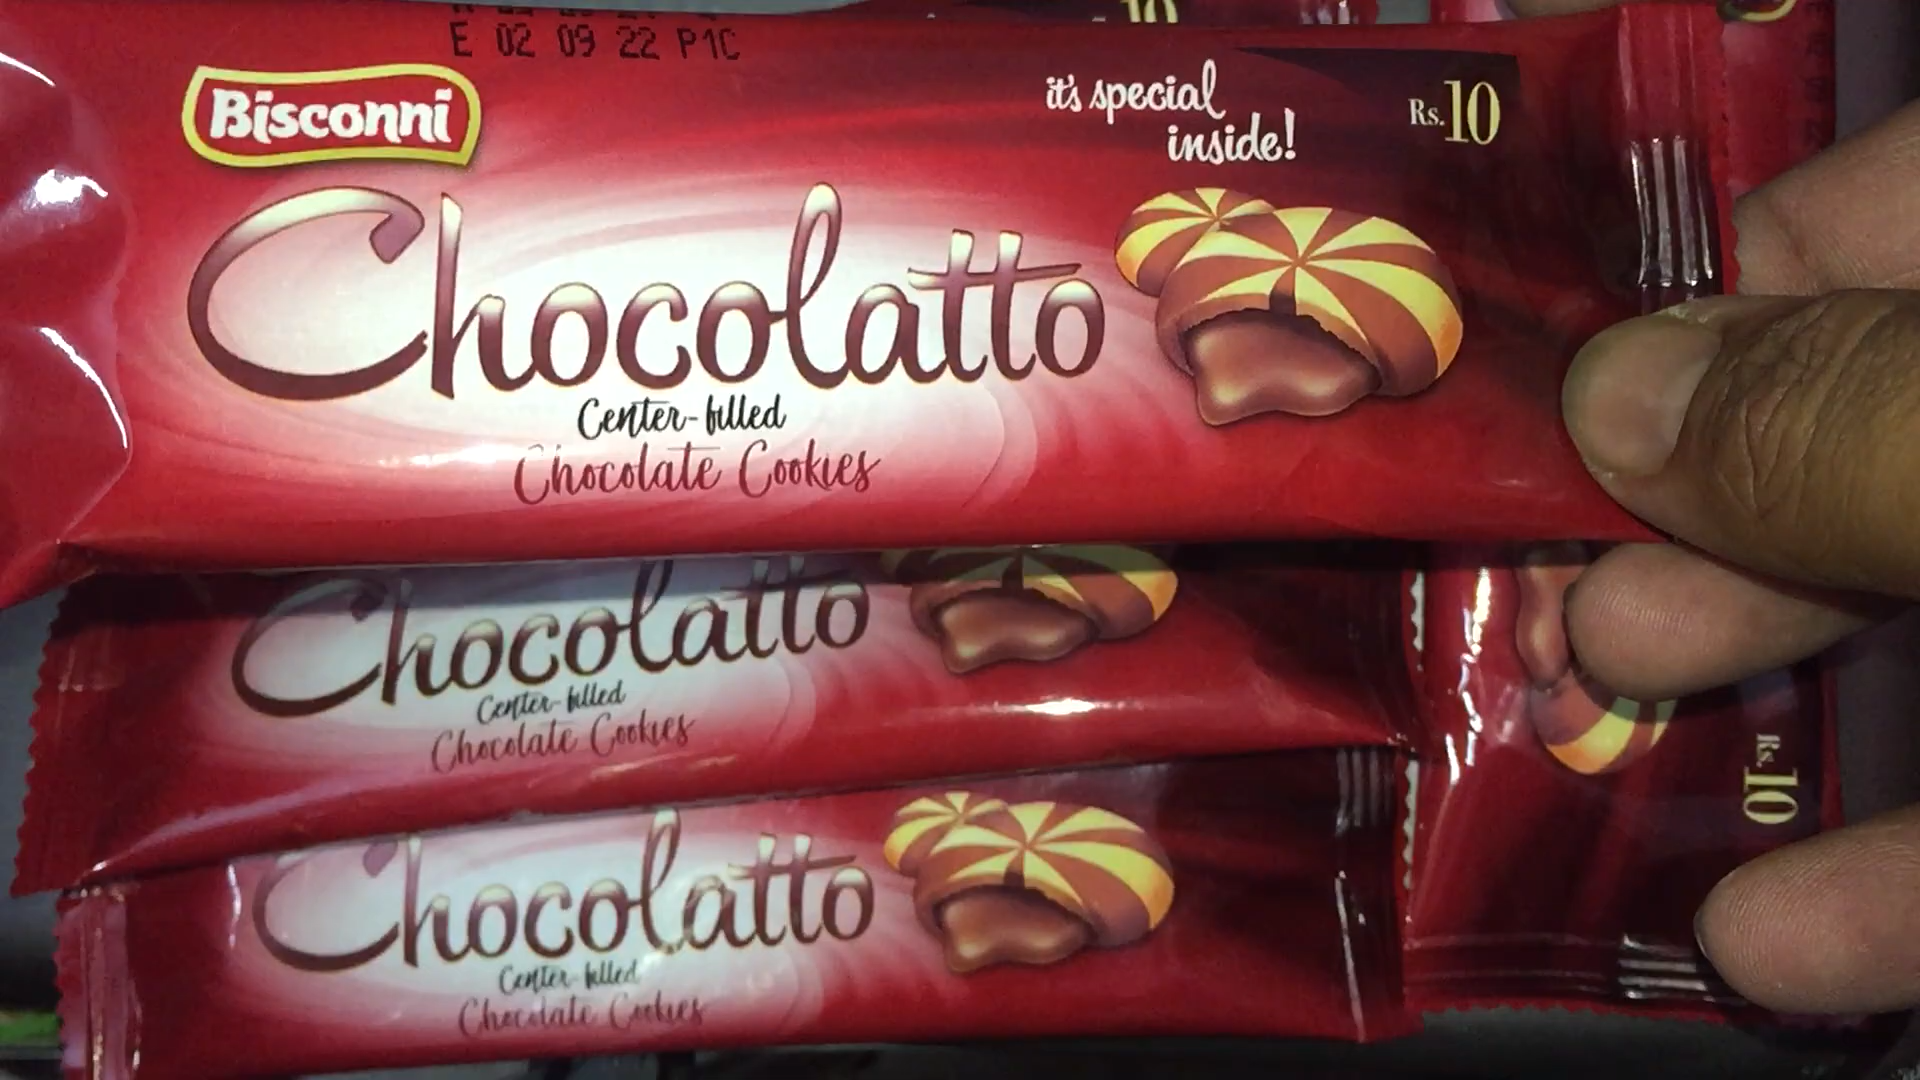 10
E 02 09 22 P1C
Bisconni
it's special
inside!
Rs.10
Chocolatto
Center-filled
Chocolate Cookies
Chocolatto
Center-filled
Chocolate Cookies
Rs.10
Chocolatto
Center-filled
Chocolate Cookies